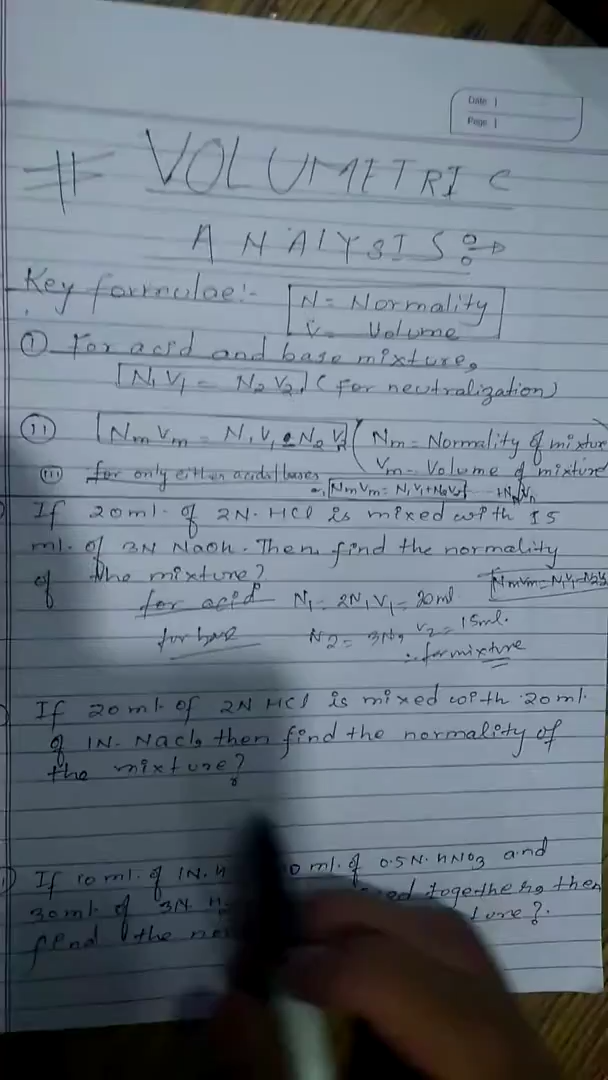 Date
Page
# VOLUMETRIC
ANALYSIS:→
Key formulae:-
N = Normality
V = Volume
(i) For acid and base mixture,
N₁V₁ = N₂V₂ (for neutralization)
(ii) NmVm = N₁V₁ - N₂V₂ (Nm = Normality of mixture
Vm = Volume of mixture
(iii) for only either acids/bases
NmVm = N₁V₁+N₂V₂ +NnVn
If 20ml. of 2N. HCl is mixed with 15
ml. of 3N NaOh. Then, find the normality
of the mixture?
NmVm = N₁V₁-N₂V₂
for acid N₁ = 2N, V₁ = 20ml.
for base N₂ = 3N, V₂ = 15ml.
∴ for mixture
If 20ml. of 2N HCl is mixed with 20ml.
of 1N. NaCl, then find the normality of
the mixture?
If 10 ml. of 1N. 0 ml. of 0.5N. HNO3 and
30ml. of 3N together, then
find the ture?